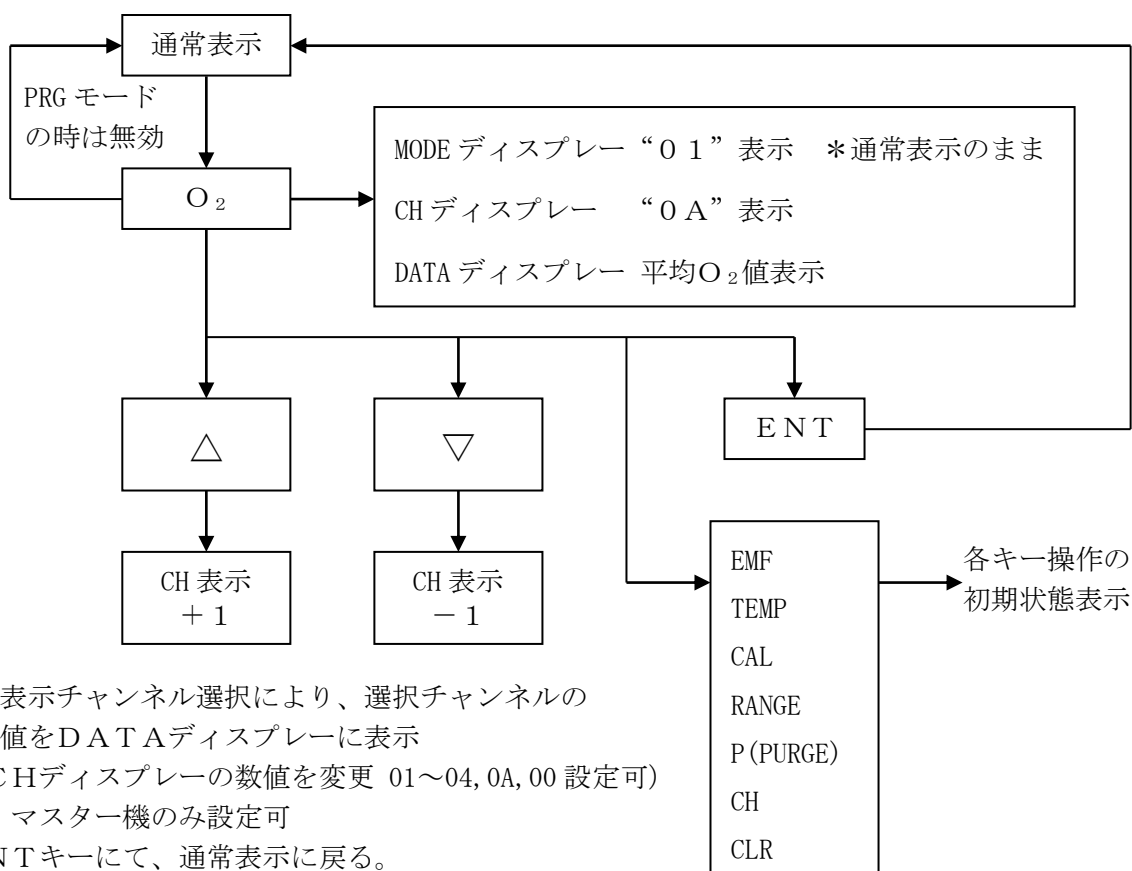 通常表示
PRG モード
の時は無効
O₂
MODE ディスプレー “０１” 表示　＊通常表示のまま
CH ディスプレー　“０Ａ” 表示
DATA ディスプレー 平均O₂値表示
△
▽
ＥＮＴ
CH 表示
＋１
CH 表示
－１
EMF
TEMP
CAL
RANGE
P(PURGE)
CH
CLR
各キー操作の
初期状態表示
表示チャンネル選択により、選択チャンネルの
値をＤＡＴＡディスプレーに表示
ＣＨディスプレーの数値を変更 01～04,0A,00 設定可)
マスター機のみ設定可
ＮＴキーにて、通常表示に戻る。